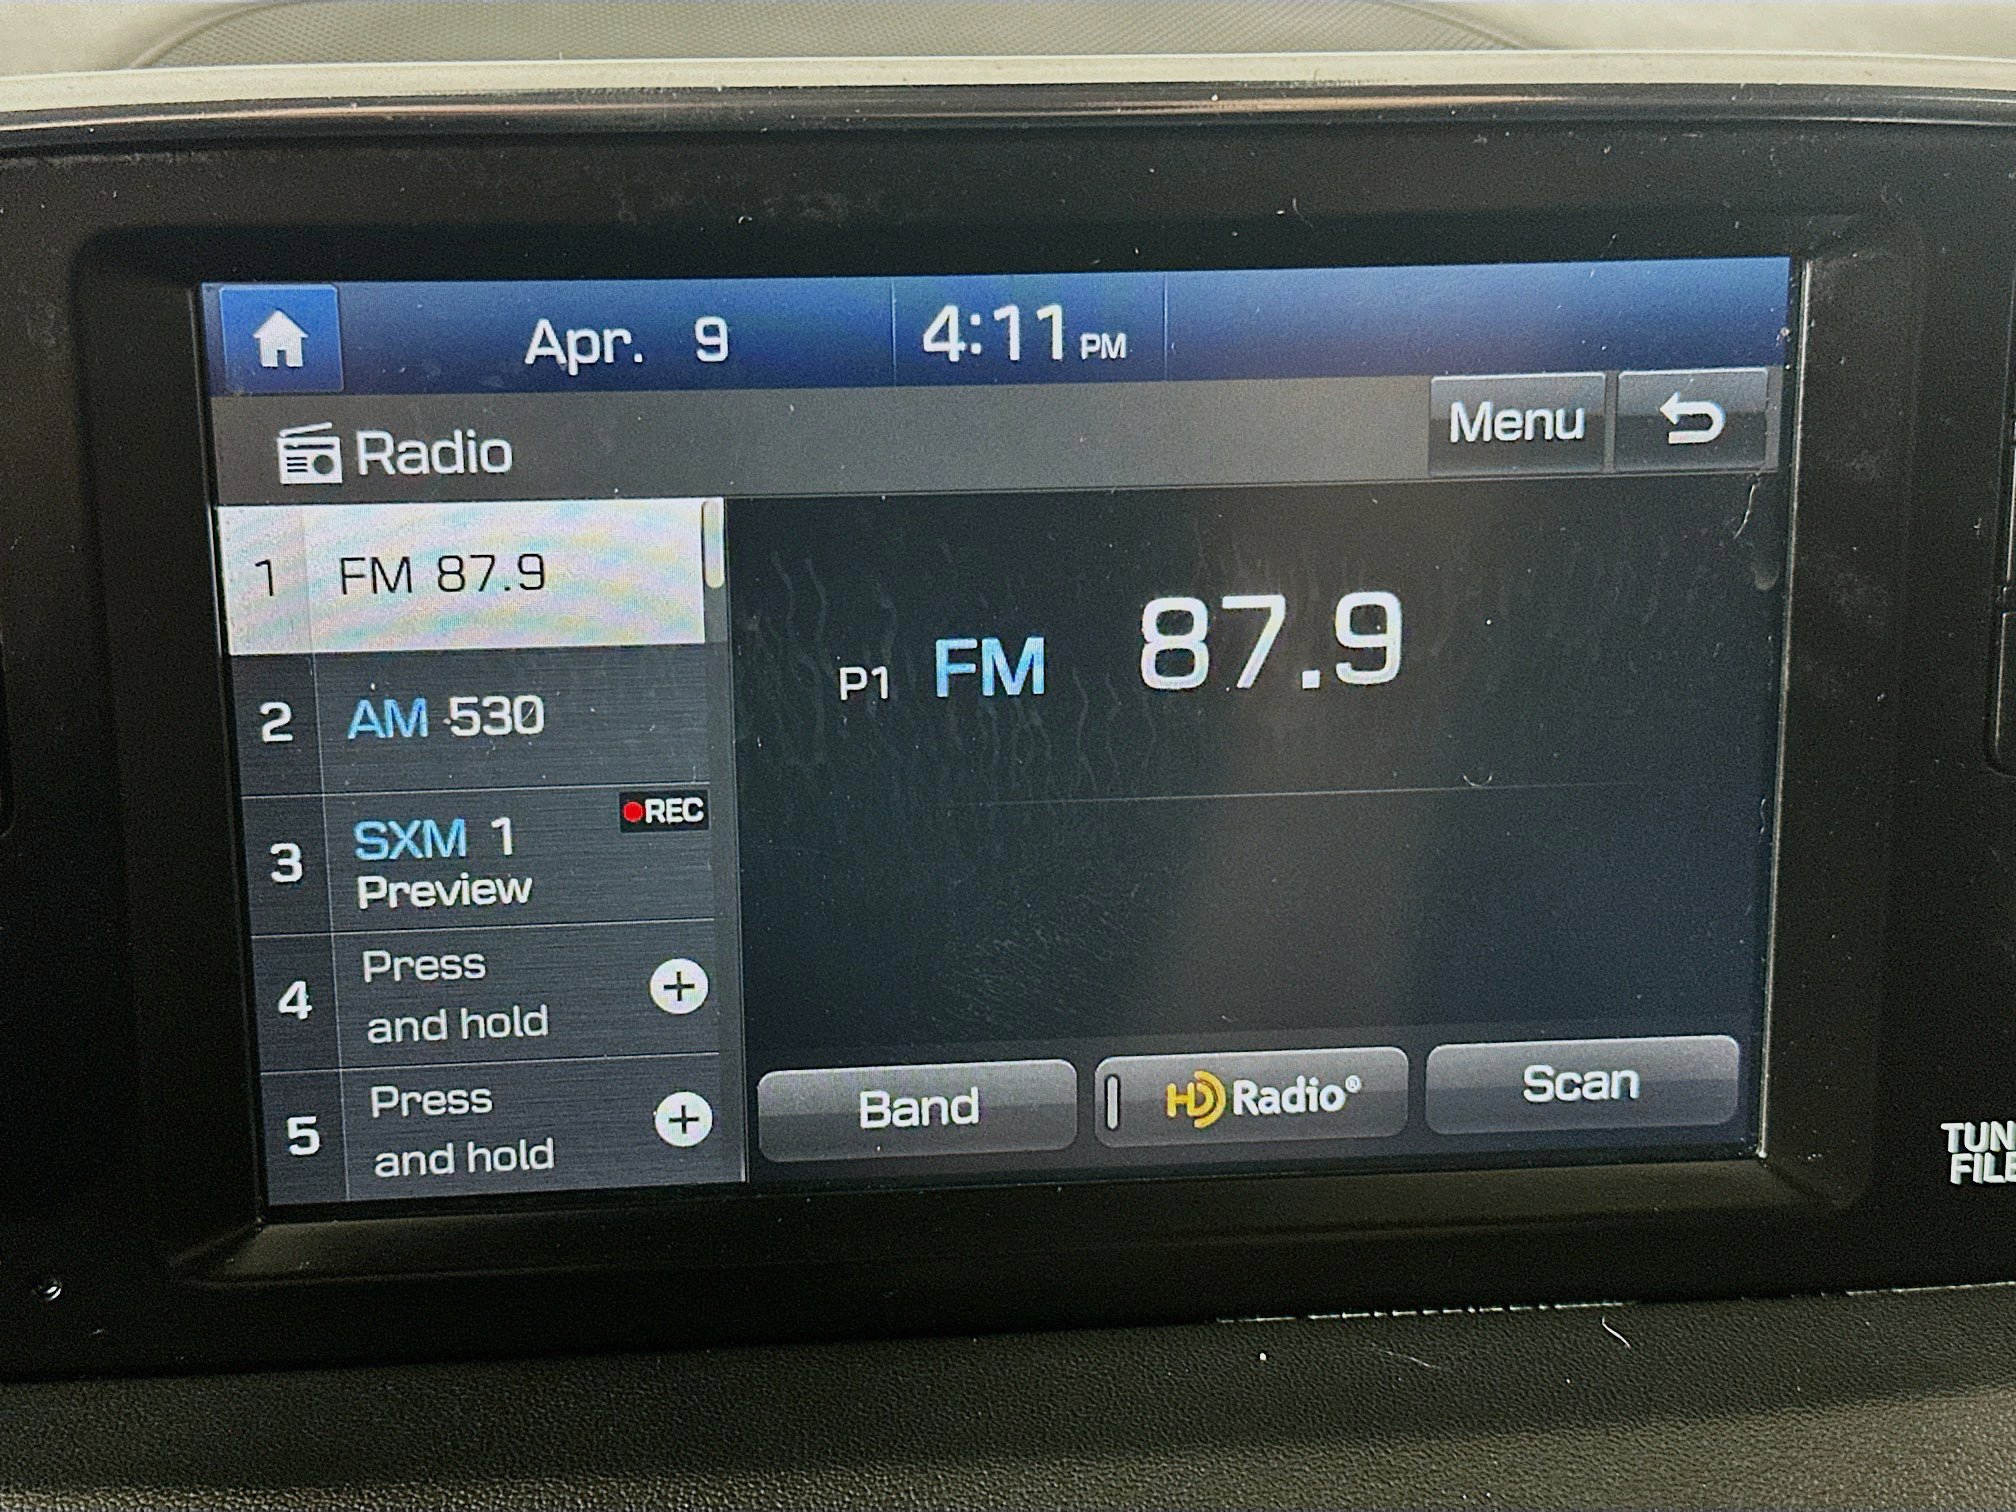 Apr. 9 4:11 PM
Radio Menu
1 FM 87.9
P1 FM 87.9
2 AM 530
3 SXM 1 REC
Preview
4 Press
and hold
5 Press
and hold
Band HD Radio® Scan